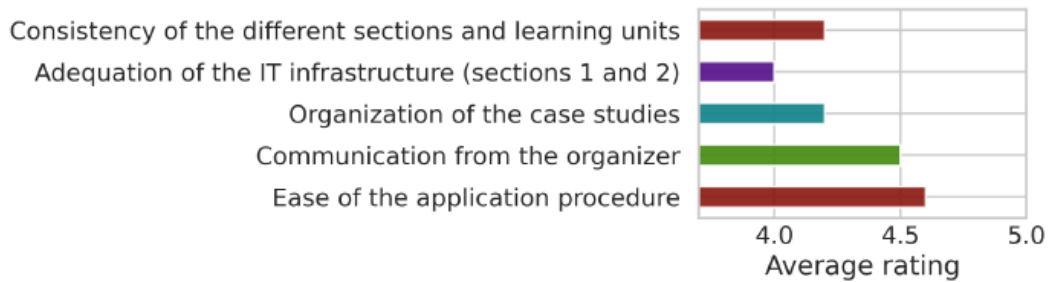 Consistency of the different sections and learning units
Adequation of the IT infrastructure (sections 1 and 2)
Organization of the case studies
Communication from the organizer
Ease of the application procedure
4.0 4.5 5.0
Average rating